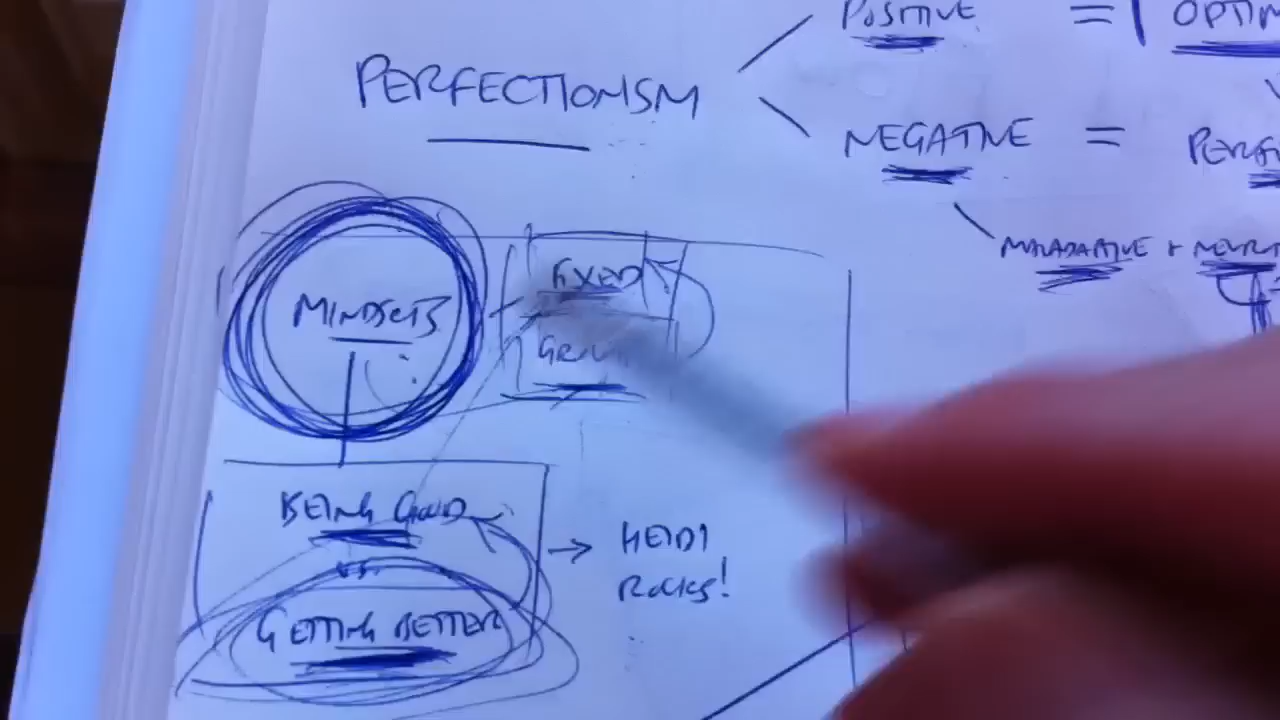 POSITIVE = OPTIM
PERFECTIONISM
NEGATIVE = PERF
MALADAPTIVE + NEUROT
MINDSETS
FIXED
BEING GOOD
vs.
GETTING BETTER
→ HEIDI
ROCKS!